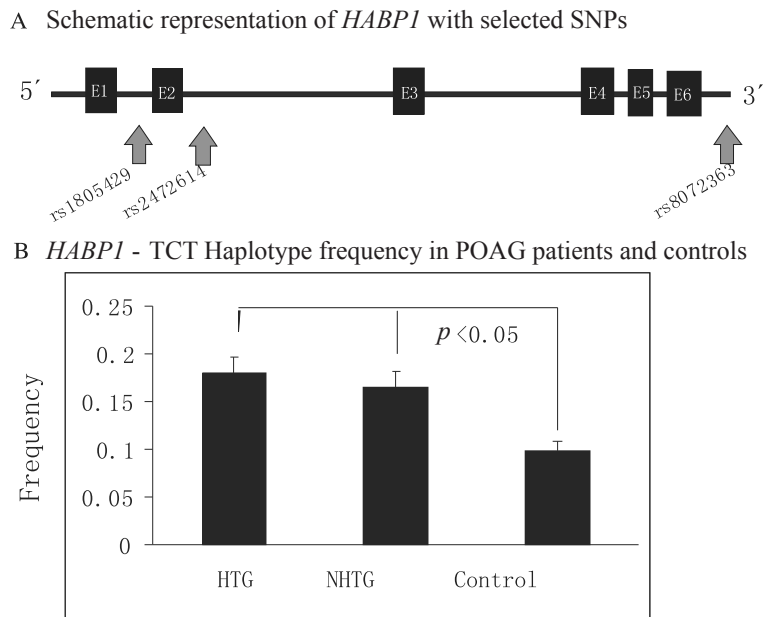 A Schematic representation of HABP1 with selected SNPs
5′ E1 E2 E3 E4 E5 E6 3′
rs1805429 rs2472614 rs8072363
B HABP1 - TCT Haplotype frequency in POAG patients and controls
0.25
p <0.05
0.2
0.15
0.1
0.05
0
Frequency
HTG NHTG Control